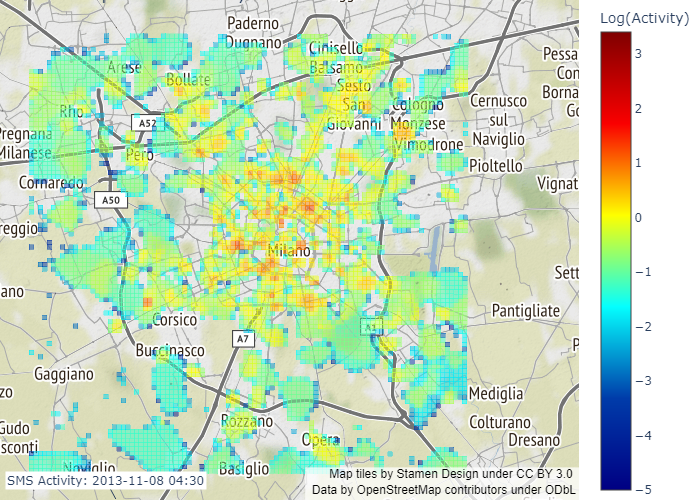 Log(Activity)
3
2
1
0
−1
−2
−3
−4
−5
Paderno
Dugnano
Cinisello
Balsamo
Arese
Bollate
Sesto
San
Giovanni
Cologno
Monzese
Cernusco
sul
Naviglio
Pessa
Con
Borna
Go
Rho
A52
Pregnana
Milanese
Pero
Vimodrone
Pioltello
Cornaredo
Vignat
A50
reggio
Milano
Sett
ano
Corsico
A1
Pantigliate
A7
Buccinasco
P
Gaggiano
Mediglia
zo
Rozzano
Colturano
Dresano
Gudo
sconti
Opera
Noviglio
Basiglio
SMS Activity: 2013-11-08 04:30
Map tiles by Stamen Design under CC BY 3.0
Data by OpenStreetMap contributors under ODbL